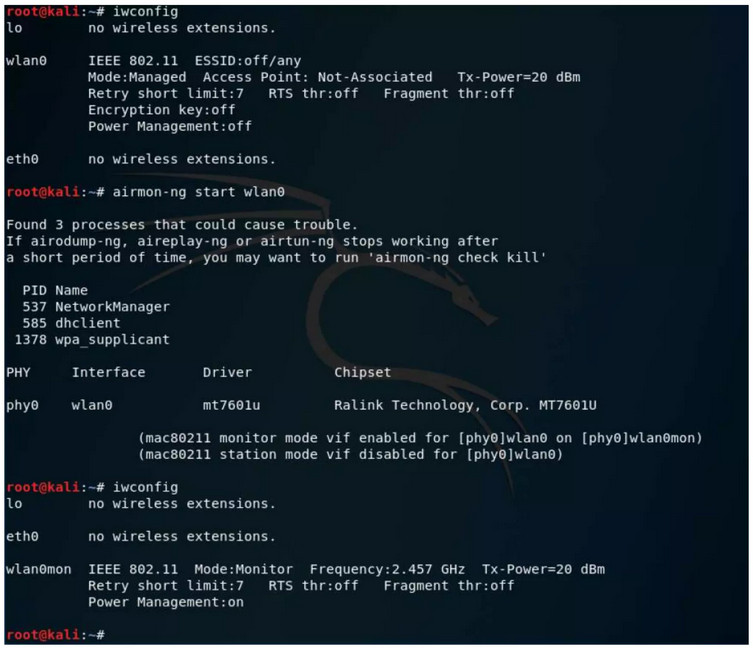 root@kali:~# iwconfig
lo        no wireless extensions.
wlan0     IEEE 802.11  ESSID:off/any
          Mode:Managed  Access Point: Not-Associated   Tx-Power=20 dBm
          Retry short limit:7   RTS thr:off   Fragment thr:off
          Encryption key:off
          Power Management:off
eth0      no wireless extensions.
root@kali:~# airmon-ng start wlan0
Found 3 processes that could cause trouble.
If airodump-ng, aireplay-ng or airtun-ng stops working after
a short period of time, you may want to run 'airmon-ng check kill'
  PID Name
  537 NetworkManager
  585 dhclient
 1378 wpa_supplicant
PHY     Interface       Driver          Chipset
phy0    wlan0           mt7601u         Ralink Technology, Corp. MT7601U
                (mac80211 monitor mode vif enabled for [phy0]wlan0 on [phy0]wlan0mon)
                (mac80211 station mode vif disabled for [phy0]wlan0)
root@kali:~# iwconfig
lo        no wireless extensions.
eth0      no wireless extensions.
wlan0mon  IEEE 802.11  Mode:Monitor  Frequency:2.457 GHz  Tx-Power=20 dBm
          Retry short limit:7   RTS thr:off   Fragment thr:off
          Power Management:on
root@kali:~#